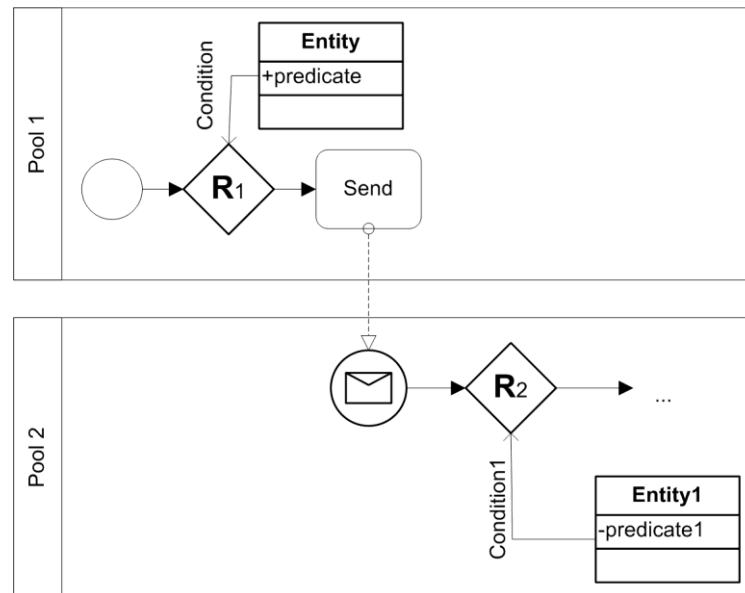 Pool 1
Condition
Entity
+predicate
R1
Send
Pool 2
R2
...
Condition1
Entity1
-predicate1